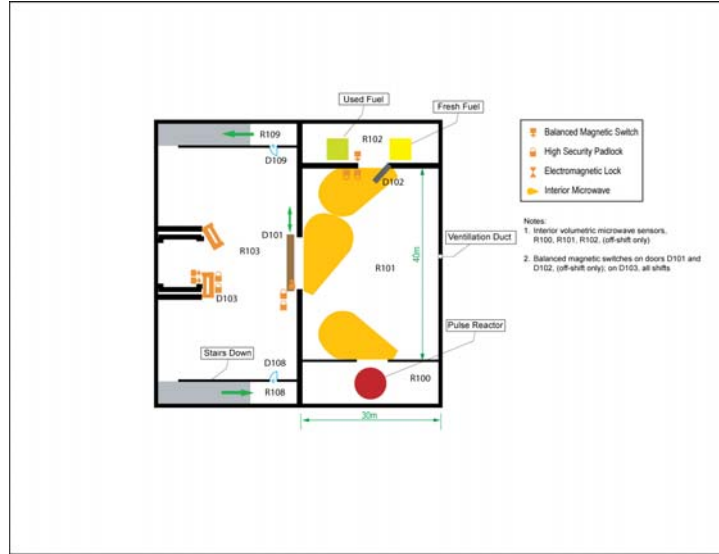 Used Fuel
Fresh Fuel
R109
R102
D109
D102
D101
R103
R101
40m
Ventilation Duct
D103
Pulse Reactor
Stairs Down
D108
R108
R100
30m
Balanced Magnetic Switch
High Security Padlock
Electromagnetic Lock
Interior Microwave
Notes:
1. Interior volumetric microwave sensors,
R100, R101, R102. (off-shift only)
2. Balanced magnetic switches on doors D101 and
D102, (off-shift only); on D103, all shifts